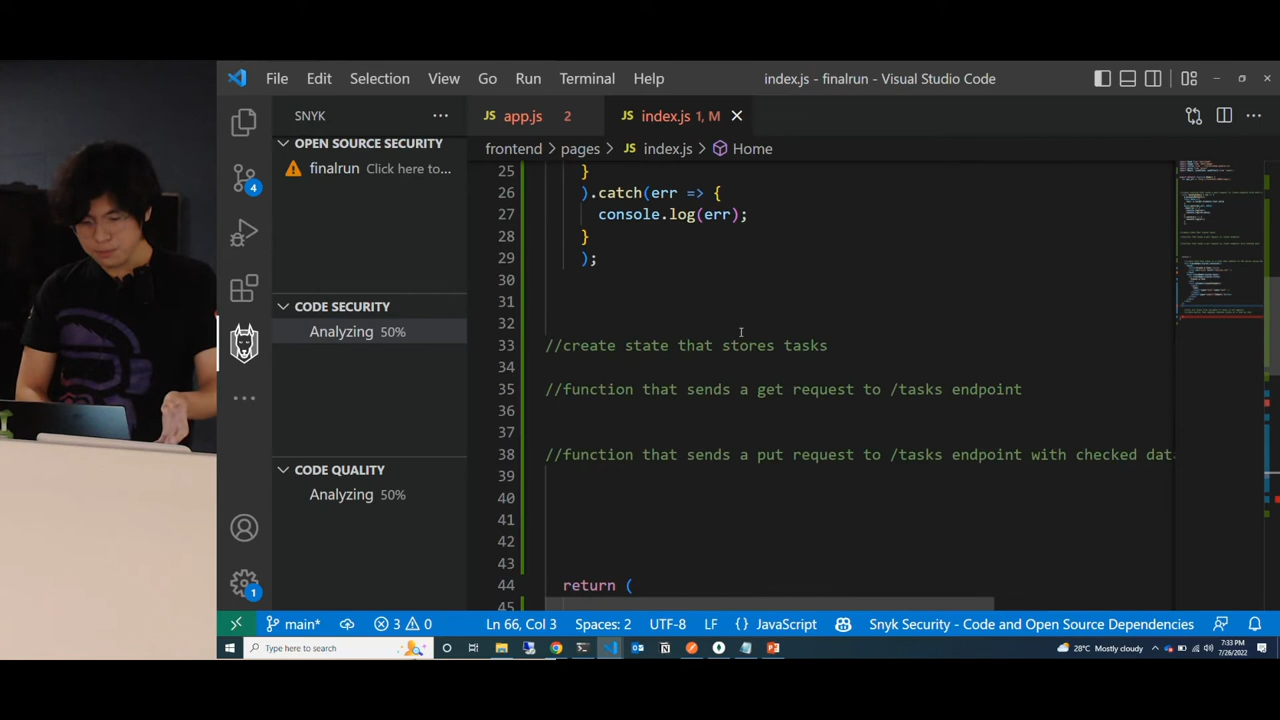 File Edit Selection View Go Run Terminal Help index.js - finalrun - Visual Studio Code
SNYK
JS app.js 2 JS index.js 1, M
OPEN SOURCE SECURITY
finalrun Click here to...
frontend > pages > JS index.js > Home
25 }
26 ).catch(err => {
27 console.log(err);
28 }
29 );
30
31
32
33 //create state that stores tasks
34
35 //function that sends a get request to /tasks endpoint
36
37
38 //function that sends a put request to /tasks endpoint with checked data
39
40
41
42
43
44 return (
45
4
CODE SECURITY
Analyzing 50%
CODE QUALITY
Analyzing 50%
1
main* 3 0 Ln 66, Col 3 Spaces: 2 UTF-8 LF {} JavaScript Snyk Security - Code and Open Source Dependencies
Type here to search 28°C Mostly cloudy 7:33 PM
7/26/2022